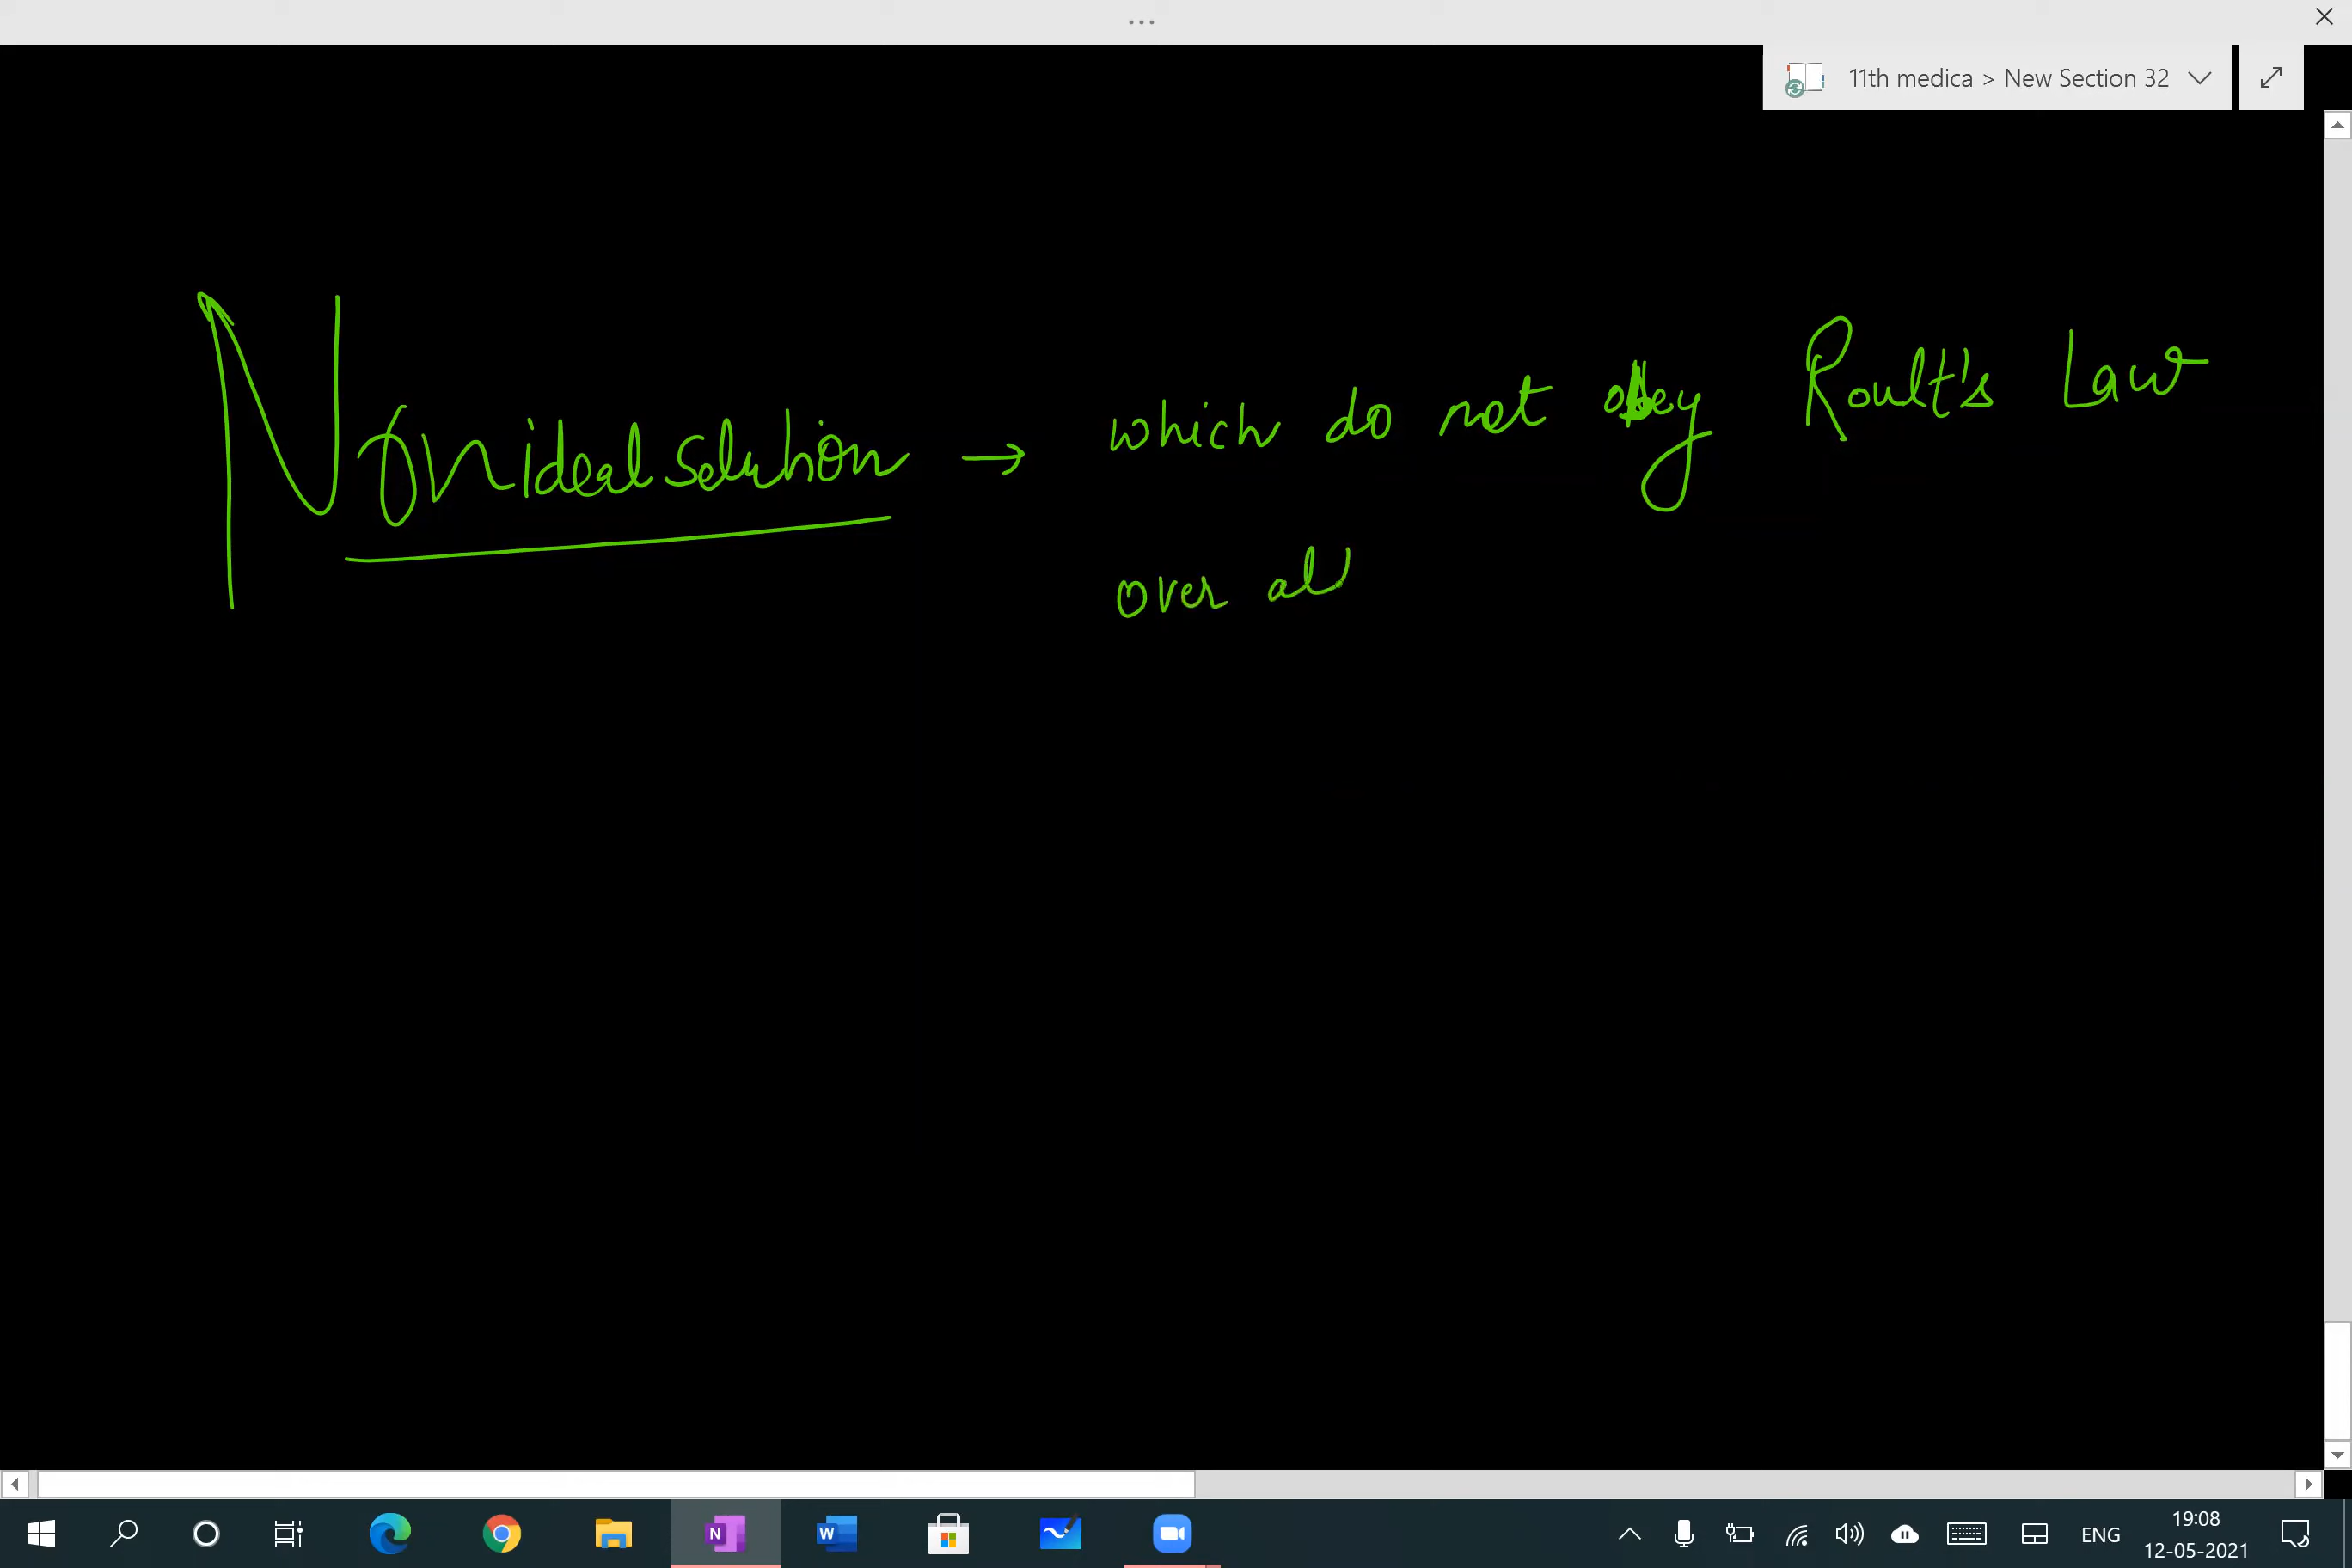 11th medica > New Section 32
Nonideal solution → which do not obey Roult's Law
over all
ENG
19:08
12-05-2021